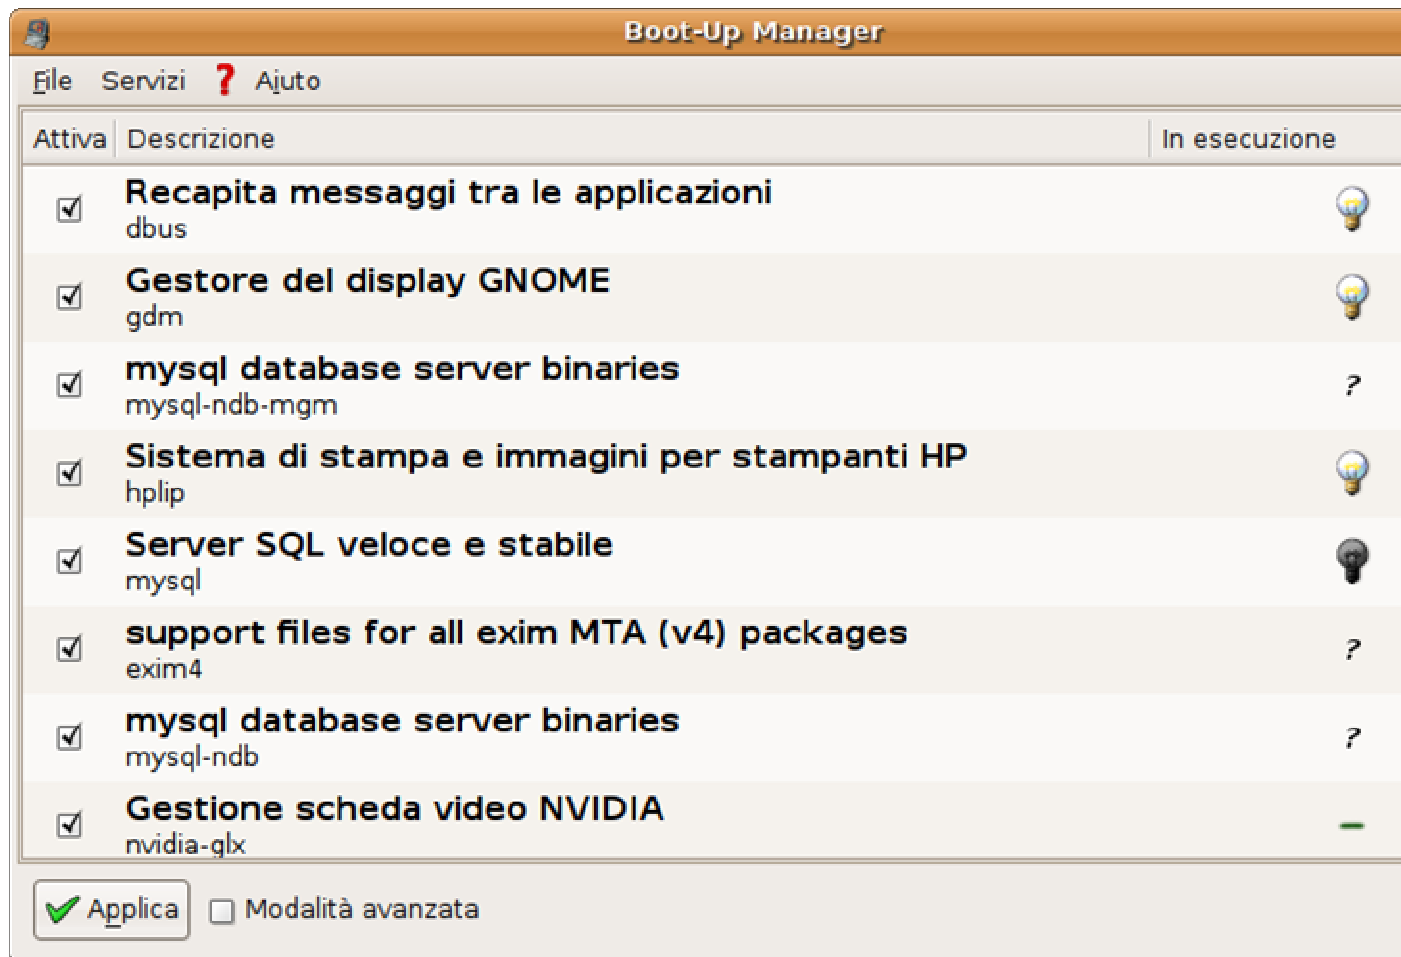 Boot-Up Manager
File Servizi ? Aiuto
Attiva Descrizione In esecuzione
Recapita messaggi tra le applicazioni
dbus
Gestore del display GNOME
gdm
mysql database server binaries
mysql-ndb-mgm
?
Sistema di stampa e immagini per stampanti HP
hplip
Server SQL veloce e stabile
mysql
support files for all exim MTA (v4) packages
exim4
?
mysql database server binaries
mysql-ndb
?
Gestione scheda video NVIDIA
nvidia-glx
Applica Modalità avanzata